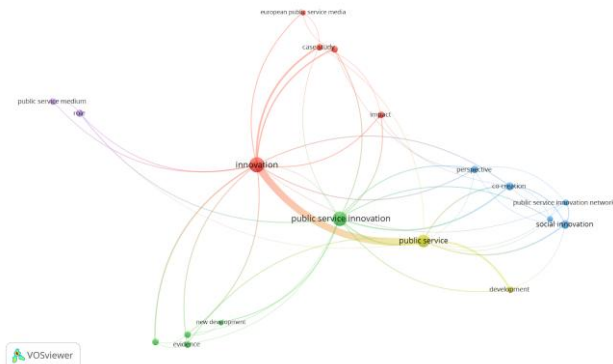 european public service media
case study
public service medium
role
impact
innovation
perspective
co creation
public service innovation network
public service innovation
social innovation
public service
development
new development
evidence
VOSviewer